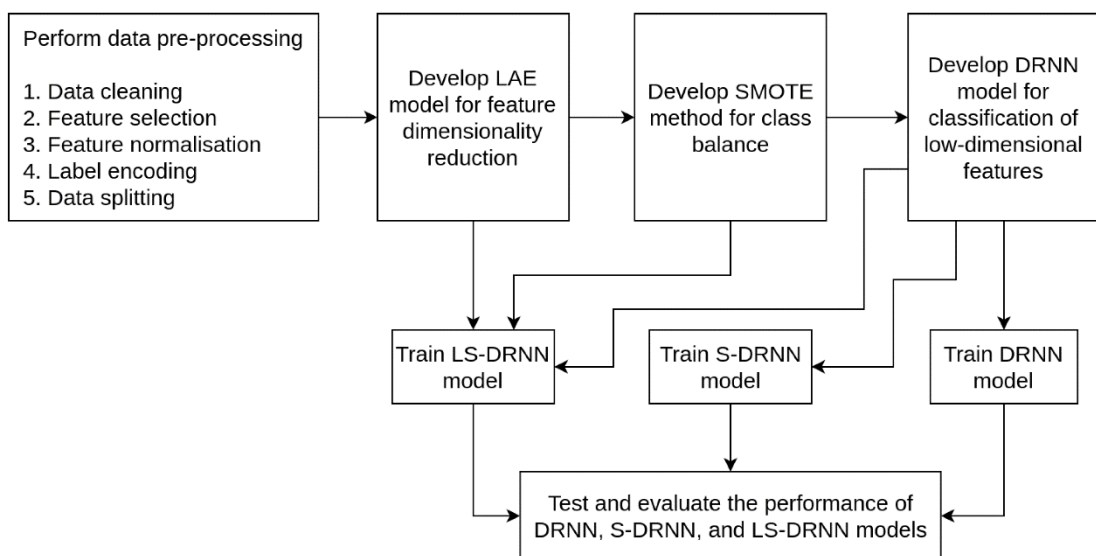 Perform data pre-processing
1. Data cleaning
2. Feature selection
3. Feature normalisation
4. Label encoding
5. Data splitting
Develop LAE
model for feature
dimensionality
reduction
Develop SMOTE
method for class
balance
Develop DRNN
model for
classification of
low-dimensional
features
Train LS-DRNN
model
Train S-DRNN
model
Train DRNN
model
Test and evaluate the performance of
DRNN, S-DRNN, and LS-DRNN models